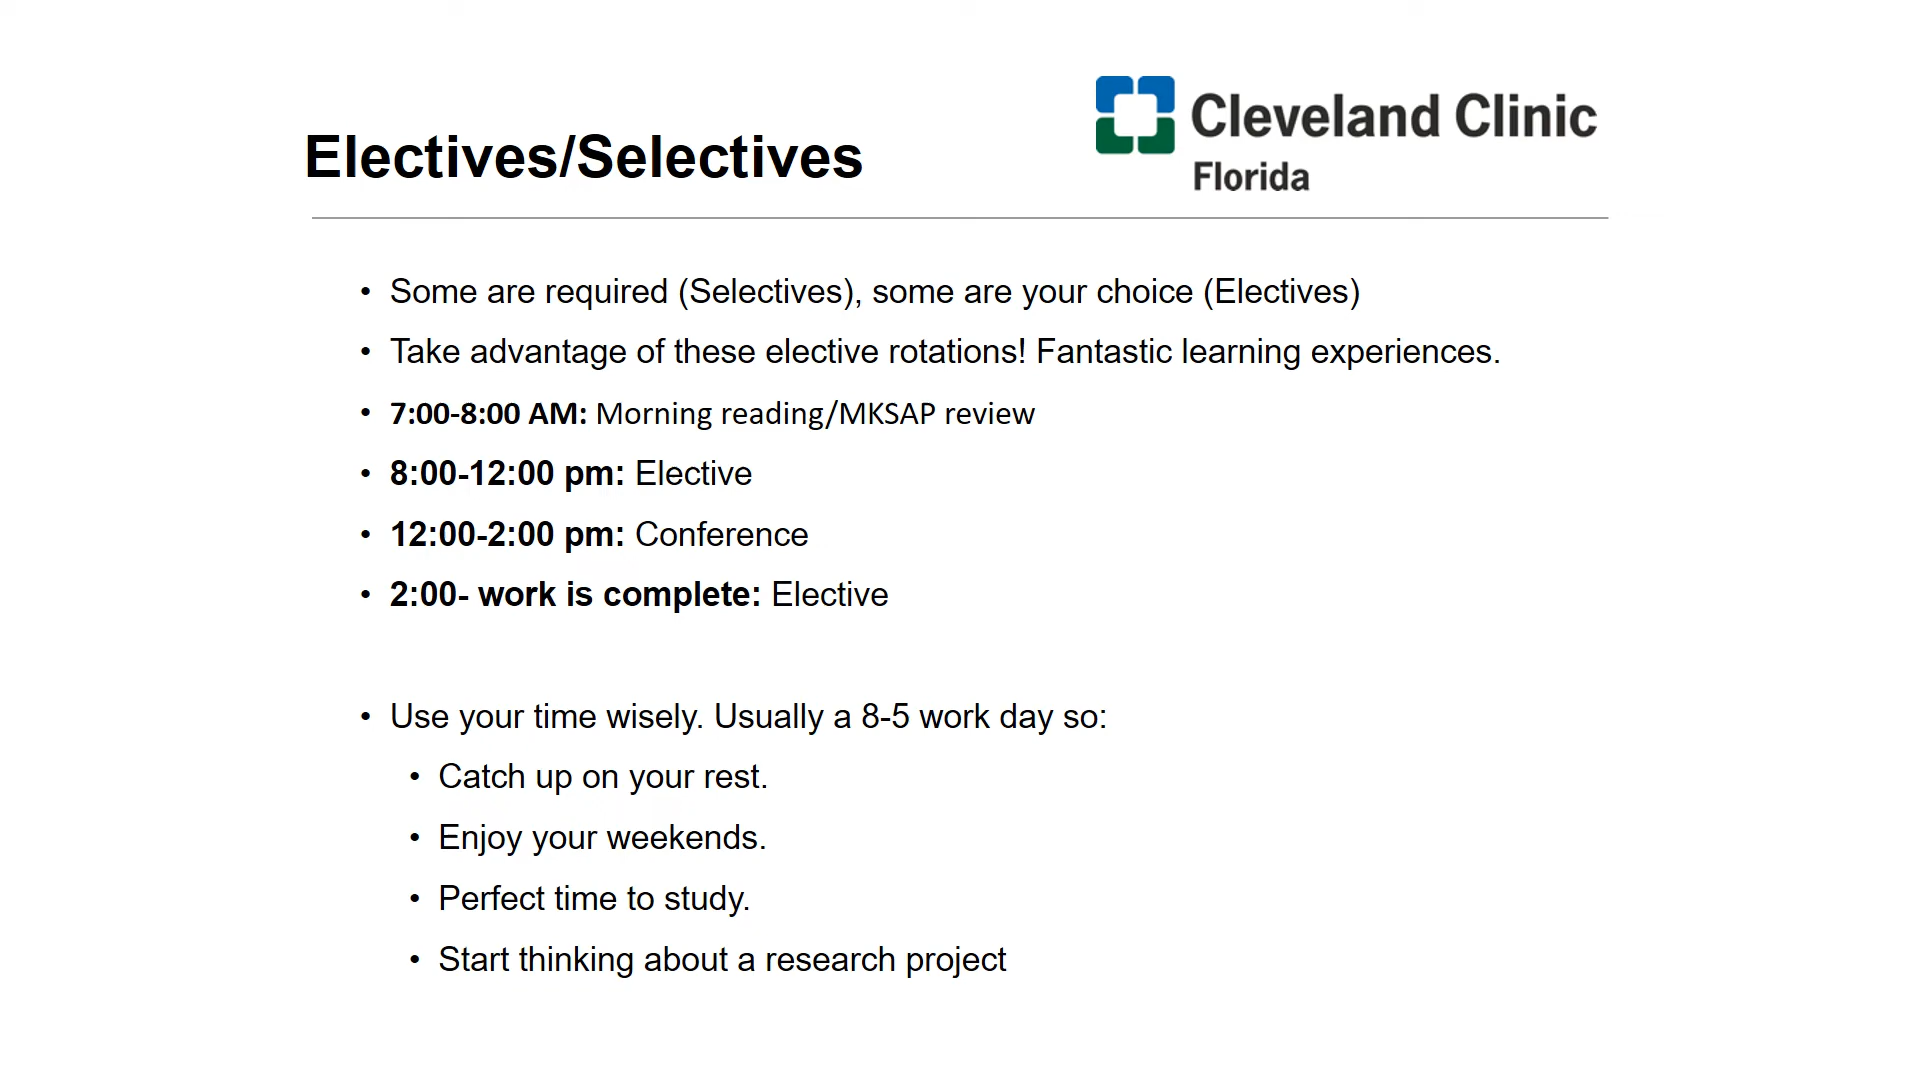 Cleveland Clinic
Florida
Electives/Selectives
• Some are required (Selectives), some are your choice (Electives)
• Take advantage of these elective rotations! Fantastic learning experiences.
• 7:00-8:00 AM: Morning reading/MKSAP review
• 8:00-12:00 pm: Elective
• 12:00-2:00 pm: Conference
• 2:00- work is complete: Elective
• Use your time wisely. Usually a 8-5 work day so:
• Catch up on your rest.
• Enjoy your weekends.
• Perfect time to study.
• Start thinking about a research project